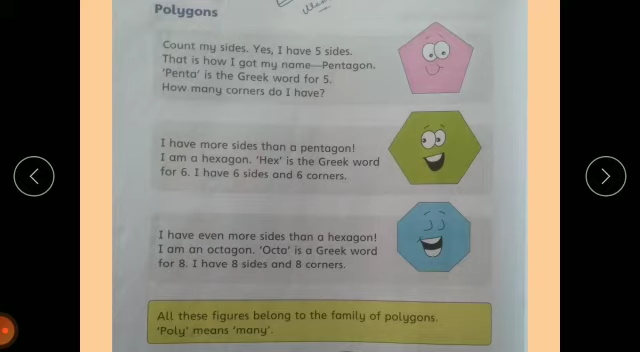 Polygons
Count my sides. Yes, I have 5 sides.
That is how I got my name—Pentagon.
'Penta' is the Greek word for 5.
How many corners do I have?
I have more sides than a pentagon!
I am a hexagon. 'Hex' is the Greek word
for 6. I have 6 sides and 6 corners.
I have even more sides than a hexagon!
I am an octagon. 'Octa' is a Greek word
for 8. I have 8 sides and 8 corners.
All these figures belong to the family of polygons.
'Poly' means 'many'.